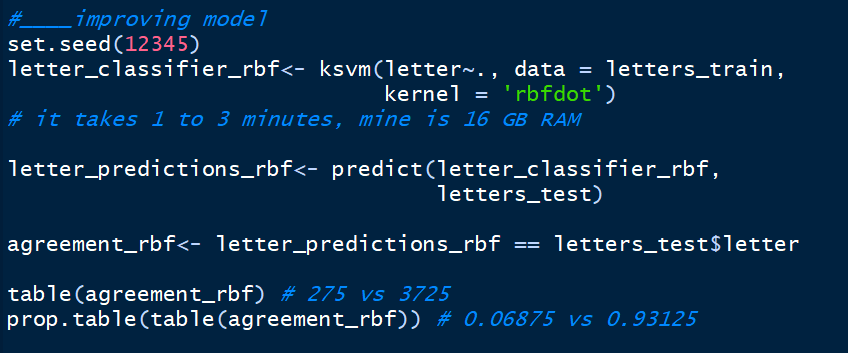 #____improving model
set.seed(12345)
letter_classifier_rbf<- ksvm(letter~., data = letters_train,
kernel = 'rbfdot')
# it takes 1 to 3 minutes, mine is 16 GB RAM
letter_predictions_rbf<- predict(letter_classifier_rbf,
letters_test)
agreement_rbf<- letter_predictions_rbf == letters_test$letter
table(agreement_rbf) # 275 vs 3725
prop.table(table(agreement_rbf)) # 0.06875 vs 0.93125